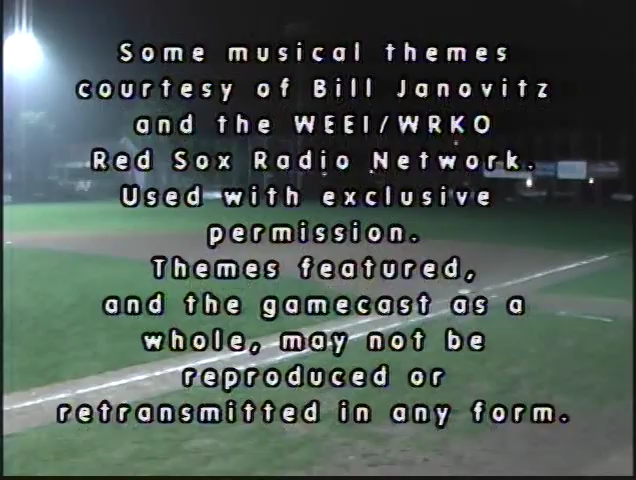 Some musical themes
courtesy of Bill Janovitz
and the WEEI/WRKO
Red Sox Radio Network.
Used with exclusive
permission.
Themes featured,
and the gamecast as a
whole, may not be
reproduced or
retransmitted in any form.